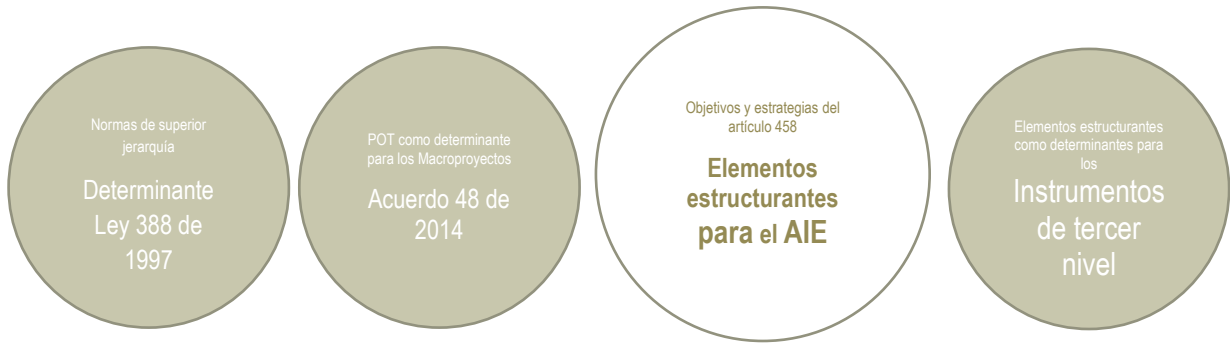 Normas de superior
jerarquía
Determinante
Ley 388 de
1997
POT como determinante
para los Macroproyectos
Acuerdo 48 de
2014
Objetivos y estrategias del
artículo 458
Elementos
estructurantes
para el AIE
Elementos estructurantes
como determinantes para
los
Instrumentos
de tercer
nivel